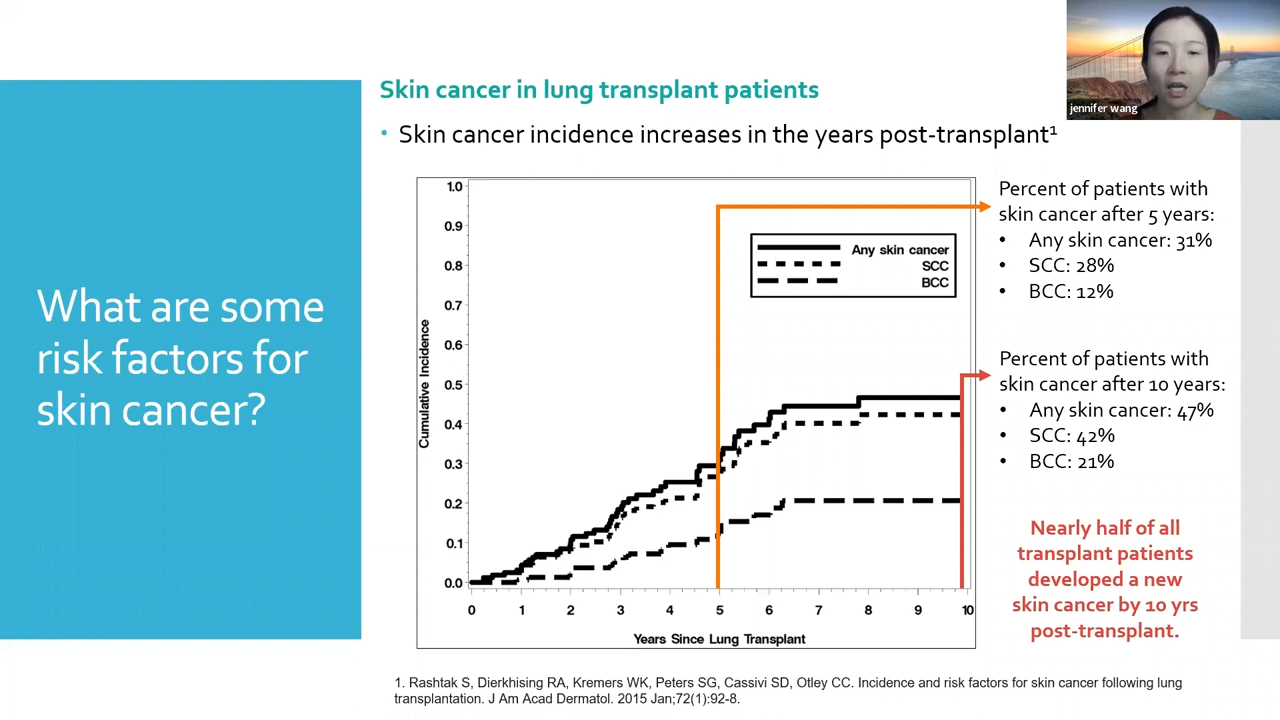 What are some
risk factors for
skin cancer?
Skin cancer in lung transplant patients
• Skin cancer incidence increases in the years post-transplant¹
jennifer wang
Cumulative Incidence
1.0
0.9
0.8
0.7
0.6
0.5
0.4
0.3
0.2
0.1
0.0
Any skin cancer
SCC
BCC
0 1 2 3 4 5 6 7 8 9 10
Years Since Lung Transplant
Percent of patients with
skin cancer after 5 years:
• Any skin cancer: 31%
• SCC: 28%
• BCC: 12%
Percent of patients with
skin cancer after 10 years:
• Any skin cancer: 47%
• SCC: 42%
• BCC: 21%
Nearly half of all
transplant patients
developed a new
skin cancer by 10 yrs
post-transplant.
1. Rashtak S, Dierkhising RA, Kremers WK, Peters SG, Cassivi SD, Otley CC. Incidence and risk factors for skin cancer following lung
transplantation. J Am Acad Dermatol. 2015 Jan;72(1):92-8.